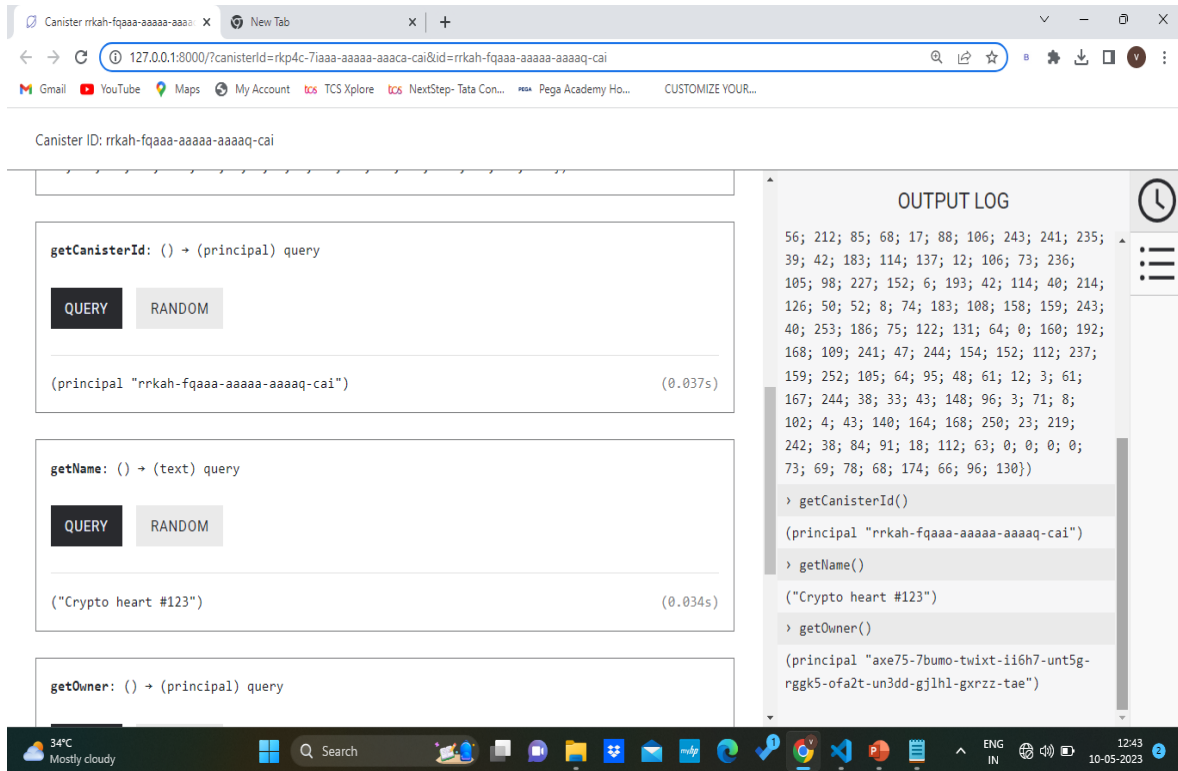 Canister rrkah-fqaaa-aaaaa-aaaa
New Tab
127.0.0.1:8000/?canisterId=rkp4c-7iaaa-aaaaa-aaaca-cai&id=rrkah-fqaaa-aaaaa-aaaaq-cai
Gmail YouTube Maps My Account tcs TCS Xplore tcs NextStep- Tata Con... PEGA Pega Academy Ho... CUSTOMIZE YOUR...
Canister ID: rrkah-fqaaa-aaaaa-aaaaq-cai
getCanisterId: () → (principal) query
QUERY RANDOM
(principal "rrkah-fqaaa-aaaaa-aaaaq-cai") (0.037s)
getName: () → (text) query
QUERY RANDOM
("Crypto heart #123") (0.034s)
getOwner: () → (principal) query
OUTPUT LOG
56; 212; 85; 68; 17; 88; 106; 243; 241; 235;
39; 42; 183; 114; 137; 12; 106; 73; 236;
105; 98; 227; 152; 6; 193; 42; 114; 40; 214;
126; 50; 52; 8; 74; 183; 108; 158; 159; 243;
40; 253; 186; 75; 122; 131; 64; 0; 160; 192;
168; 109; 241; 47; 244; 154; 152; 112; 237;
159; 252; 105; 64; 95; 48; 61; 12; 3; 61;
167; 244; 38; 33; 43; 148; 96; 3; 71; 8;
102; 4; 43; 140; 164; 168; 250; 23; 219;
242; 38; 84; 91; 18; 112; 63; 0; 0; 0; 0;
73; 69; 78; 68; 174; 66; 96; 130})
› getCanisterId()
(principal "rrkah-fqaaa-aaaaa-aaaaq-cai")
› getName()
("Crypto heart #123")
› getOwner()
(principal "axe75-7bumo-twixt-ii6h7-unt5g-
rggk5-ofa2t-un3dd-gjlhl-gxrzz-tae")
34°C
Mostly cloudy
Search
ENG
IN
12:43
10-05-2023
2